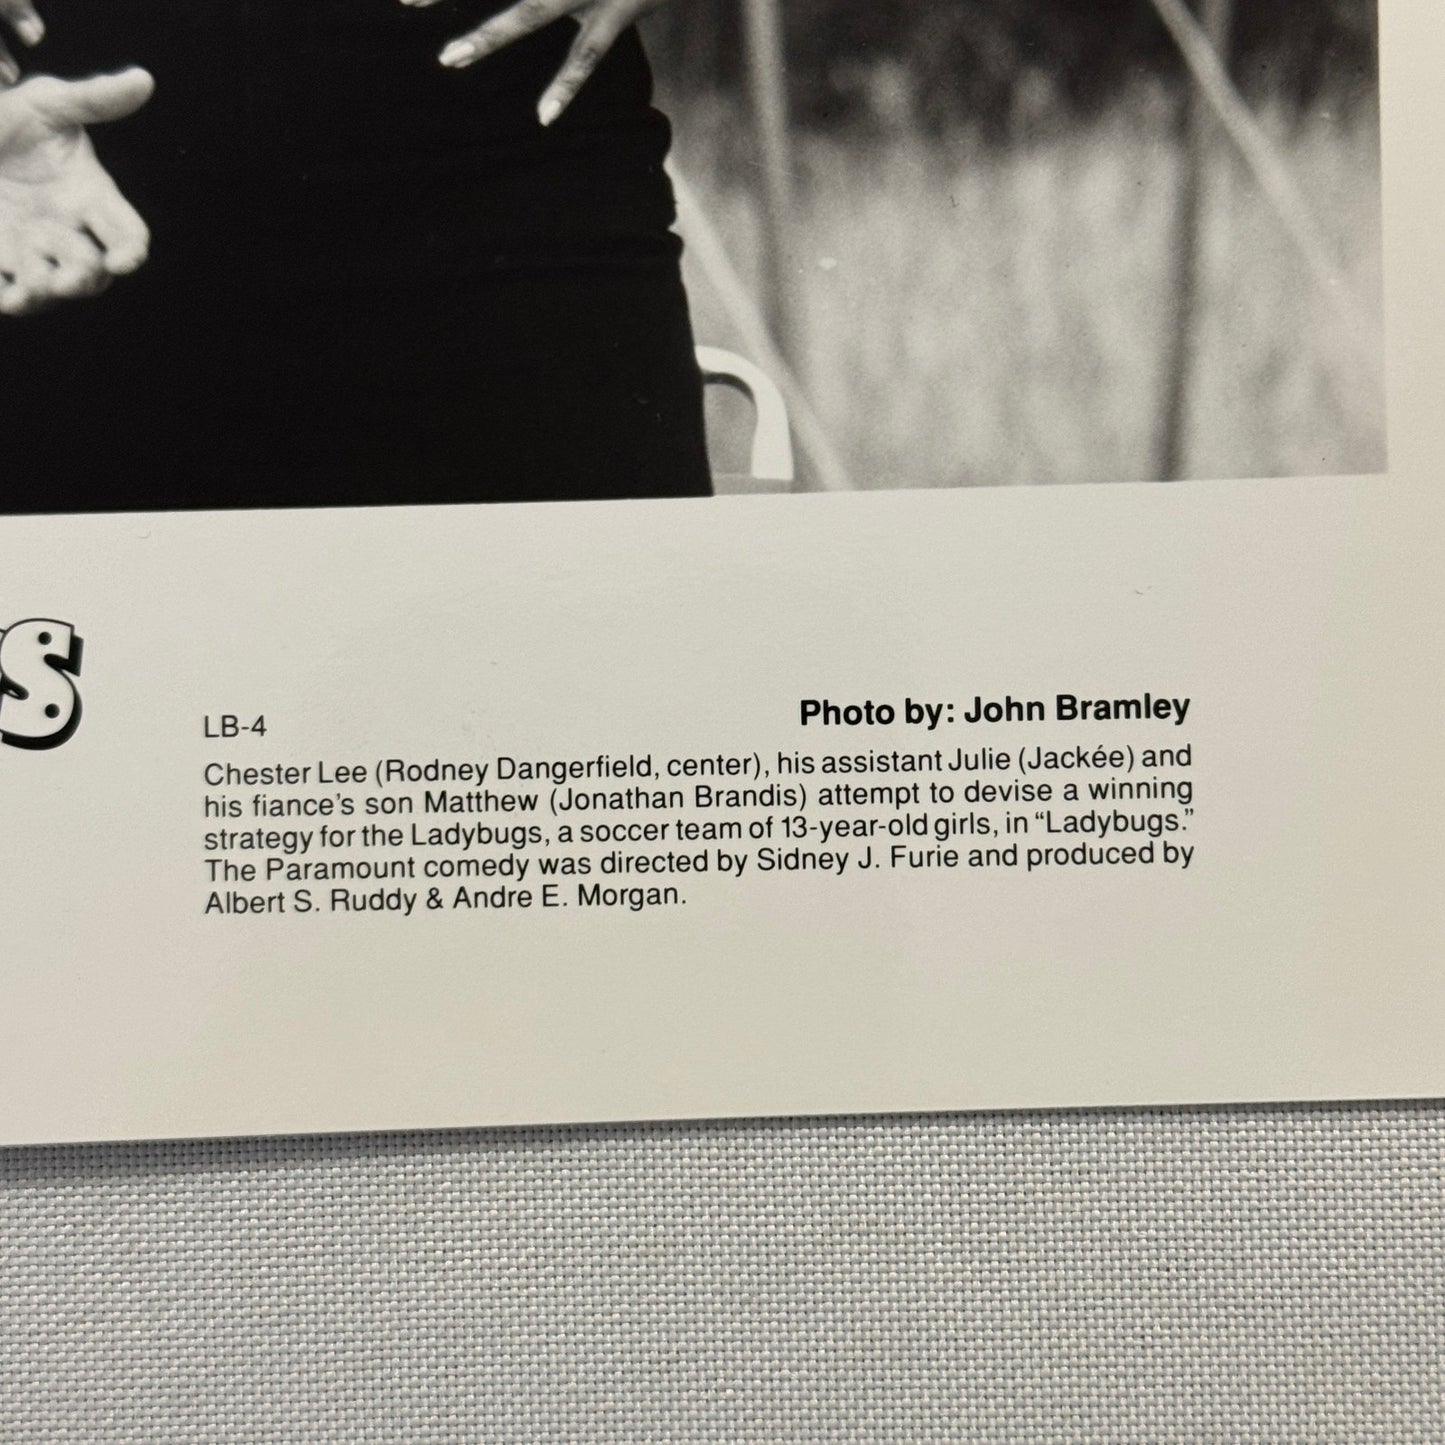 S
LB-4
Photo by: John Bramley
Chester Lee (Rodney Dangerfield, center), his assistant Julie (Jackée) and
his fiance's son Matthew (Jonathan Brandis) attempt to devise a winning
strategy for the Ladybugs, a soccer team of 13-year-old girls, in “Ladybugs.”
The Paramount comedy was directed by Sidney J. Furie and produced by
Albert S. Ruddy & Andre E. Morgan.